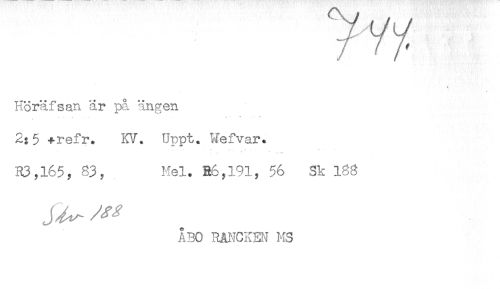 744.
Höräfsan är på ängen
2:5 +refr. KV. Uppt. Wefvar.
R3,165, 83, Mel. R6,191, 56 Sk 188
Skv 188
ÅBO RANCKEN MS